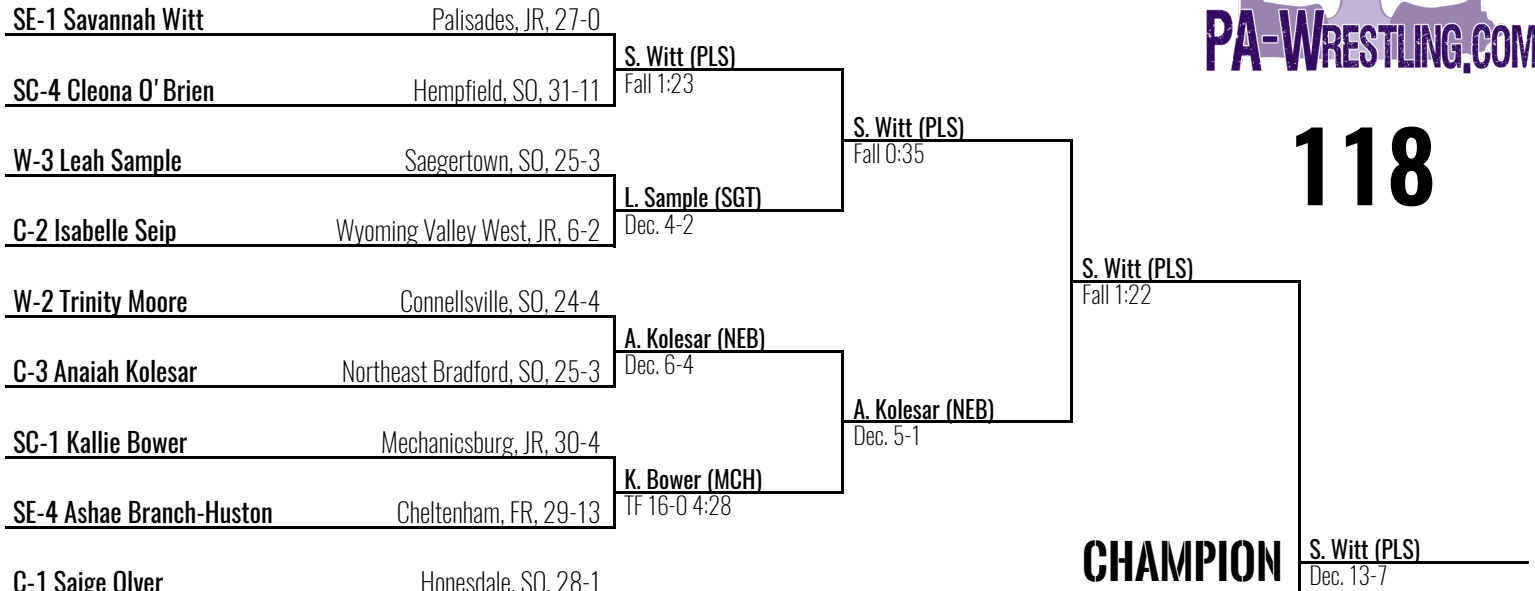 SE-1 Savannah Witt Palisades, JR, 27-0
S. Witt (PLS)
Fall 1:23
SC-4 Cleona O'Brien Hempfield, SO, 31-11
S. Witt (PLS)
Fall 0:35
W-3 Leah Sample Saegertown, SO, 25-3
L. Sample (SGT)
Dec. 4-2
C-2 Isabelle Seip Wyoming Valley West, JR, 6-2
S. Witt (PLS)
Fall 1:22
W-2 Trinity Moore Connellsville, SO, 24-4
A. Kolesar (NEB)
Dec. 6-4
C-3 Anaiah Kolesar Northeast Bradford, SO, 25-3
A. Kolesar (NEB)
Dec. 5-1
SC-1 Kallie Bower Mechanicsburg, JR, 30-4
K. Bower (MCH)
TF 16-0 4:28
SE-4 Ashae Branch-Huston Cheltenham, FR, 29-13
C-1 Saige Olver Honesdale, SO, 28-1
PA-WRESTLING.COM
118
CHAMPION
S. Witt (PLS)
Dec. 13-7